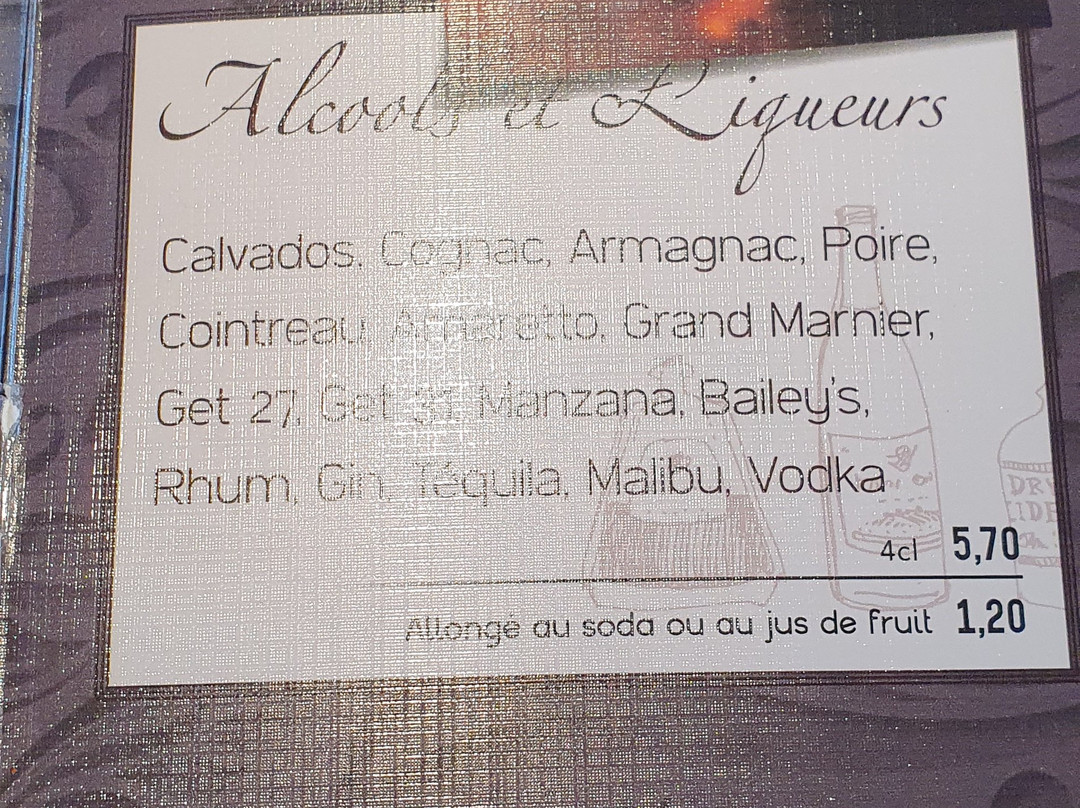 Alcools et Liqueurs
Calvados, Cognac, Armagnac, Poire,
Cointreau, Amaretto, Grand Marnier,
Get 27, Get 31, Manzana, Bailey's,
Rhum, Gin, Téquila, Malibu, Vodka
4cl 5,70
Allongé au soda ou au jus de fruit 1,20
DRY